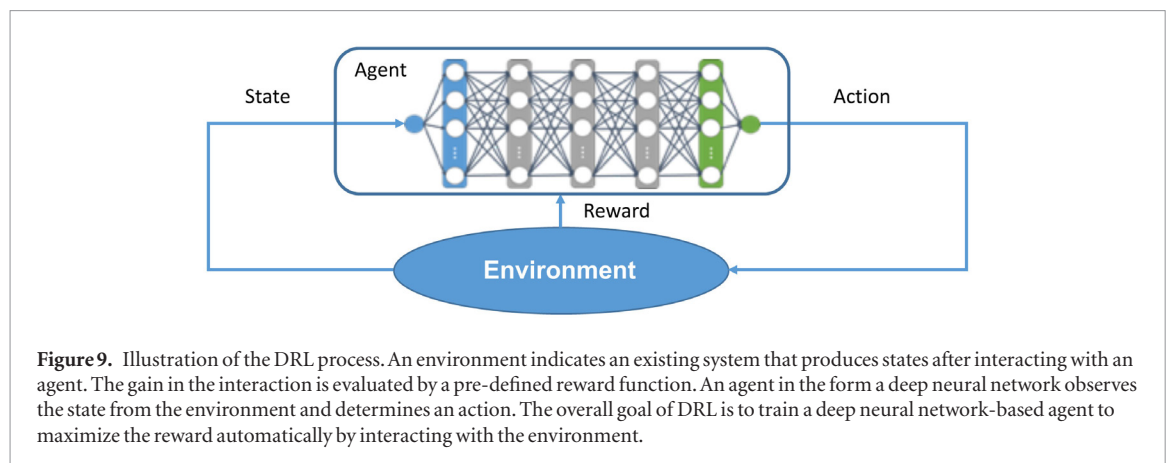 Agent
State
Action
Reward
Environment
Figure 9. Illustration of the DRL process. An environment indicates an existing system that produces states after interacting with an
agent. The gain in the interaction is evaluated by a pre-defined reward function. An agent in the form a deep neural network observes
the state from the environment and determines an action. The overall goal of DRL is to train a deep neural network-based agent to
maximize the reward automatically by interacting with the environment.